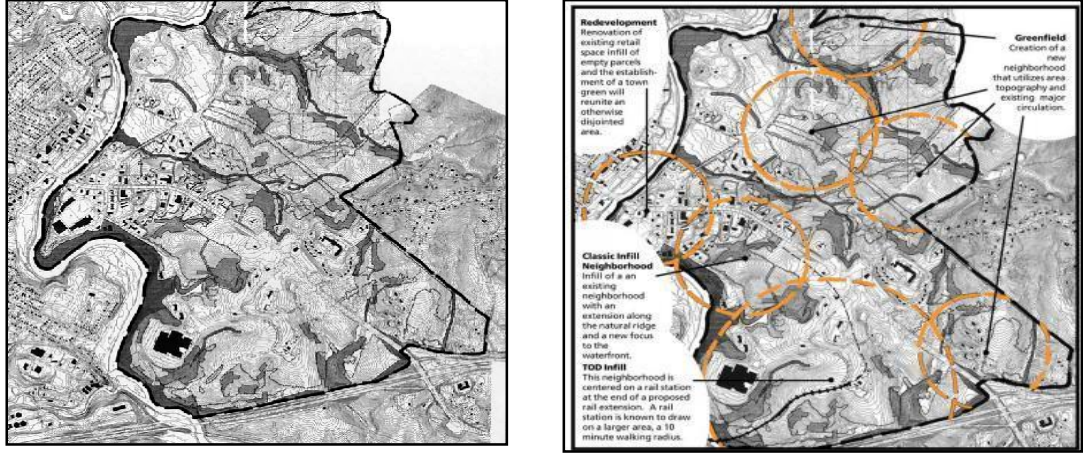 Redevelopment
Renovation of
existing retail
space infill of
empty parcels
and the establish-
ment of a town
green will
reunite an
otherwise
disjointed
area.
Greenfield
Creation of a
new
neighborhood
that utilizes area
topography and
existing major
circulation.
Classic Infill
Neighborhood
Infill of a an
existing
neighborhood
with an
extension along
the natural ridge
and a new focus
to the
waterfront.
TOD Infill
This neighborhood is
centered on a rail station
at the end of a proposed
rail extension. A rail
station is known to draw
on a larger area, a 10
minute walking radius.